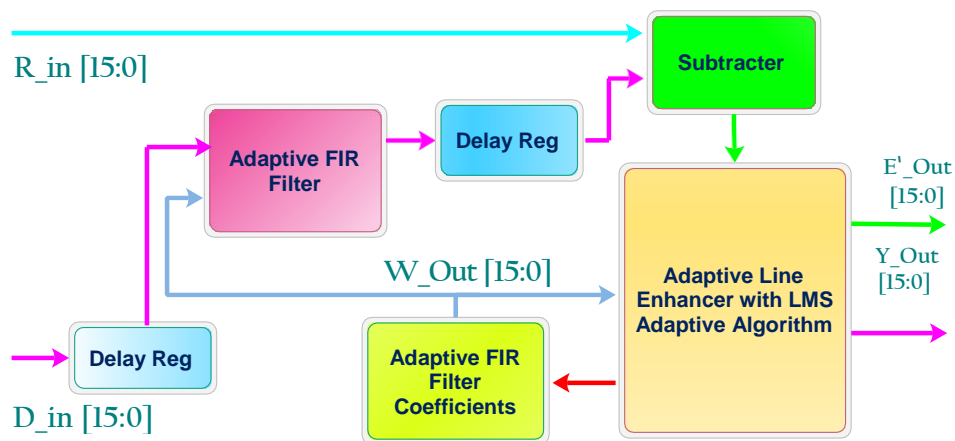 R_in [15:0]
Subtracter
Adaptive FIR
Filter
Delay Reg
E'_Out
[15:0]
Y_Out
[15:0]
W_Out [15:0]
Adaptive Line
Enhancer with LMS
Adaptive Algorithm
Delay Reg
Adaptive FIR
Filter
Coefficients
D_in [15:0]